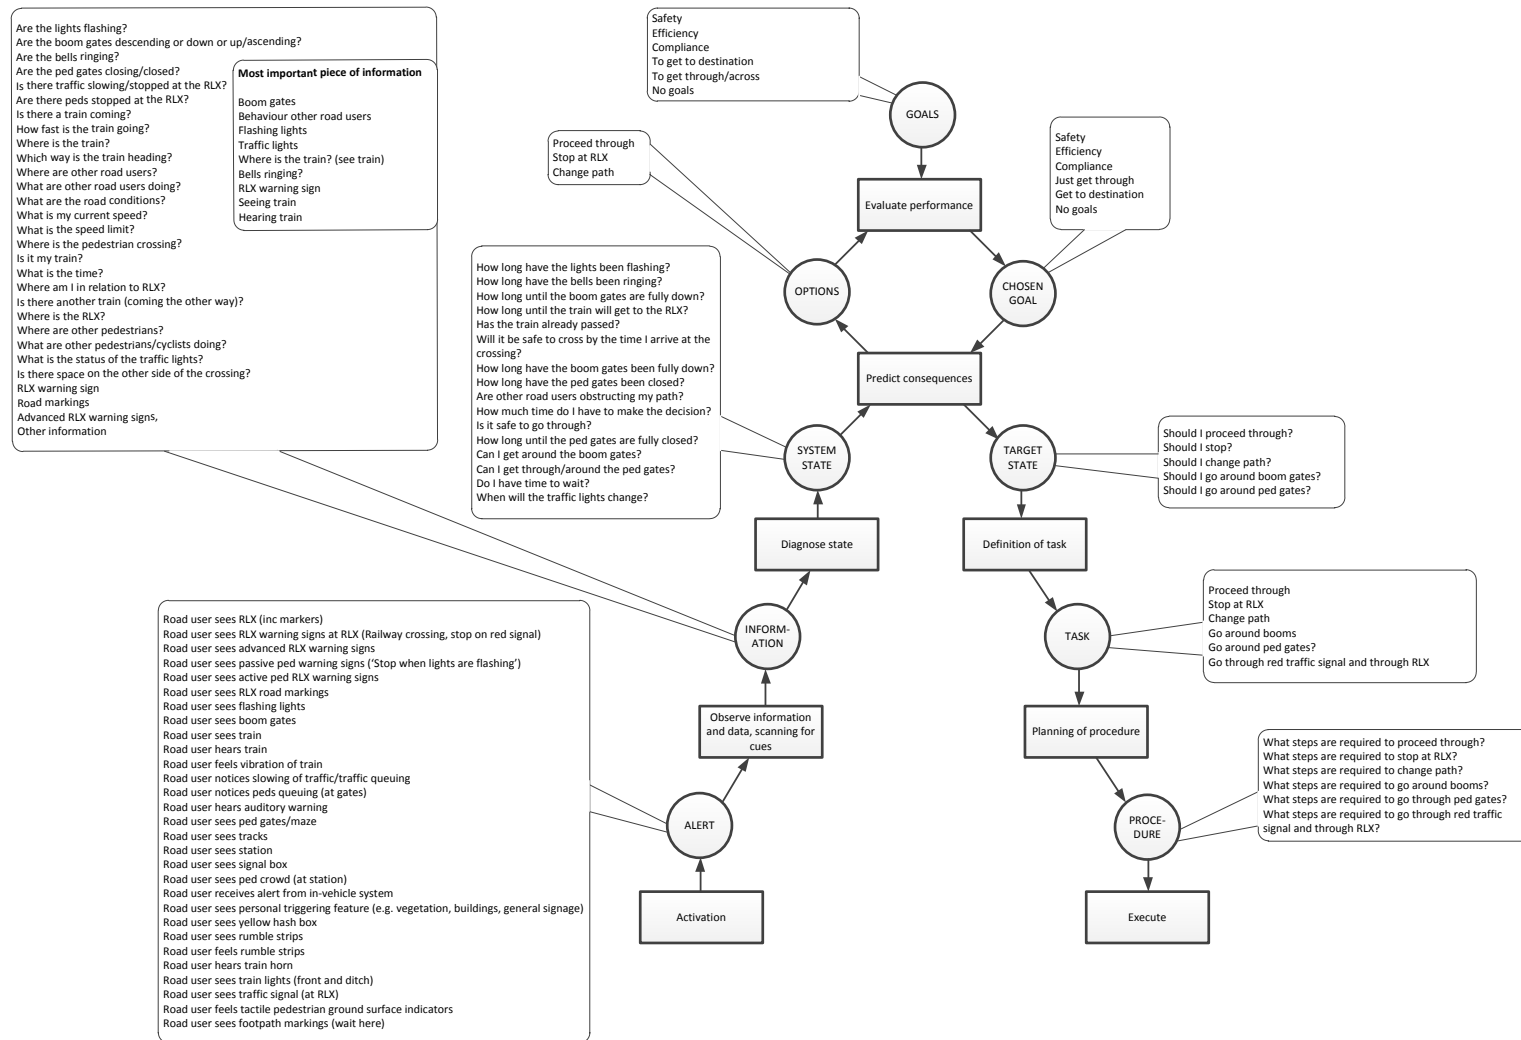 Are the lights flashing?
Are the boom gates descending or down or up/ascending?
Are the bells ringing?
Are the ped gates closing/closed?
Is there traffic slowing/stopped at the RLX?
Are there peds stopped at the RLX?
Is there a train coming?
How fast is the train going?
Where is the train?
Which way is the train heading?
Where are other road users?
What are other road users doing?
What are the road conditions?
What is my current speed?
What is the speed limit?
Where is the pedestrian crossing?
Is it my train?
What is the time?
Where am I in relation to RLX?
Is there another train (coming the other way)?
Where is the RLX?
Where are other pedestrians?
What are other pedestrians/cyclists doing?
What is the status of the traffic lights?
Is there space on the other side of the crossing?
RLX warning sign
Road markings
Advanced RLX warning signs,
Other information
Most important piece of information
Boom gates
Behaviour other road users
Flashing lights
Traffic lights
Where is the train? (see train)
Bells ringing?
RLX warning sign
Seeing train
Hearing train
Safety
Efficiency
Compliance
To get to destination
To get through/across
No goals
GOALS
Proceed through
Stop at RLX
Change path
Evaluate performance
Safety
Efficiency
Compliance
Just get through
Get to destination
No goals
OPTIONS
CHOSEN
GOAL
How long have the lights been flashing?
How long have the bells been ringing?
How long until the boom gates are fully down?
How long until the train will get to the RLX?
Has the train already passed?
Will it be safe to cross by the time I arrive at the
crossing?
How long have the boom gates been fully down?
How long have the ped gates been closed?
Are other road users obstructing my path?
How much time do I have to make the decision?
Is it safe to go through?
How long until the ped gates are fully closed?
Can I get around the boom gates?
Can I get through/around the ped gates?
Do I have time to wait?
When will the traffic lights change?
Predict consequences
SYSTEM
STATE
TARGET
STATE
Should I proceed through?
Should I stop?
Should I change path?
Should I go around boom gates?
Should I go around ped gates?
Diagnose state
Definition of task
Road user sees RLX (inc markers)
Road user sees RLX warning signs at RLX (Railway crossing, stop on red signal)
Road user sees advanced RLX warning signs
Road user sees passive ped warning signs (‘Stop when lights are flashing’)
Road user sees active ped RLX warning signs
Road user sees RLX road markings
Road user sees flashing lights
Road user sees boom gates
Road user sees train
Road user hears train
Road user feels vibration of train
Road user notices slowing of traffic/traffic queuing
Road user notices peds queuing (at gates)
Road user hears auditory warning
Road user sees ped gates/maze
Road user sees tracks
Road user sees station
Road user sees signal box
Road user sees ped crowd (at station)
Road user receives alert from in-vehicle system
Road user sees personal triggering feature (e.g. vegetation, buildings, general signage)
Road user sees yellow hash box
Road user sees rumble strips
Road user feels rumble strips
Road user hears train horn
Road user sees train lights (front and ditch)
Road user sees traffic signal (at RLX)
Road user feels tactile pedestrian ground surface indicators
Road user sees footpath markings (wait here)
INFORM-
ATION
TASK
Proceed through
Stop at RLX
Change path
Go around booms
Go around ped gates?
Go through red traffic signal and through RLX
Observe information
and data, scanning for
cues
Planning of procedure
What steps are required to proceed through?
What steps are required to stop at RLX?
What steps are required to change path?
What steps are required to go around booms?
What steps are required to go through ped gates?
What steps are required to go through red traffic
signal and through RLX?
ALERT
PROCE-
DURE
Activation
Execute